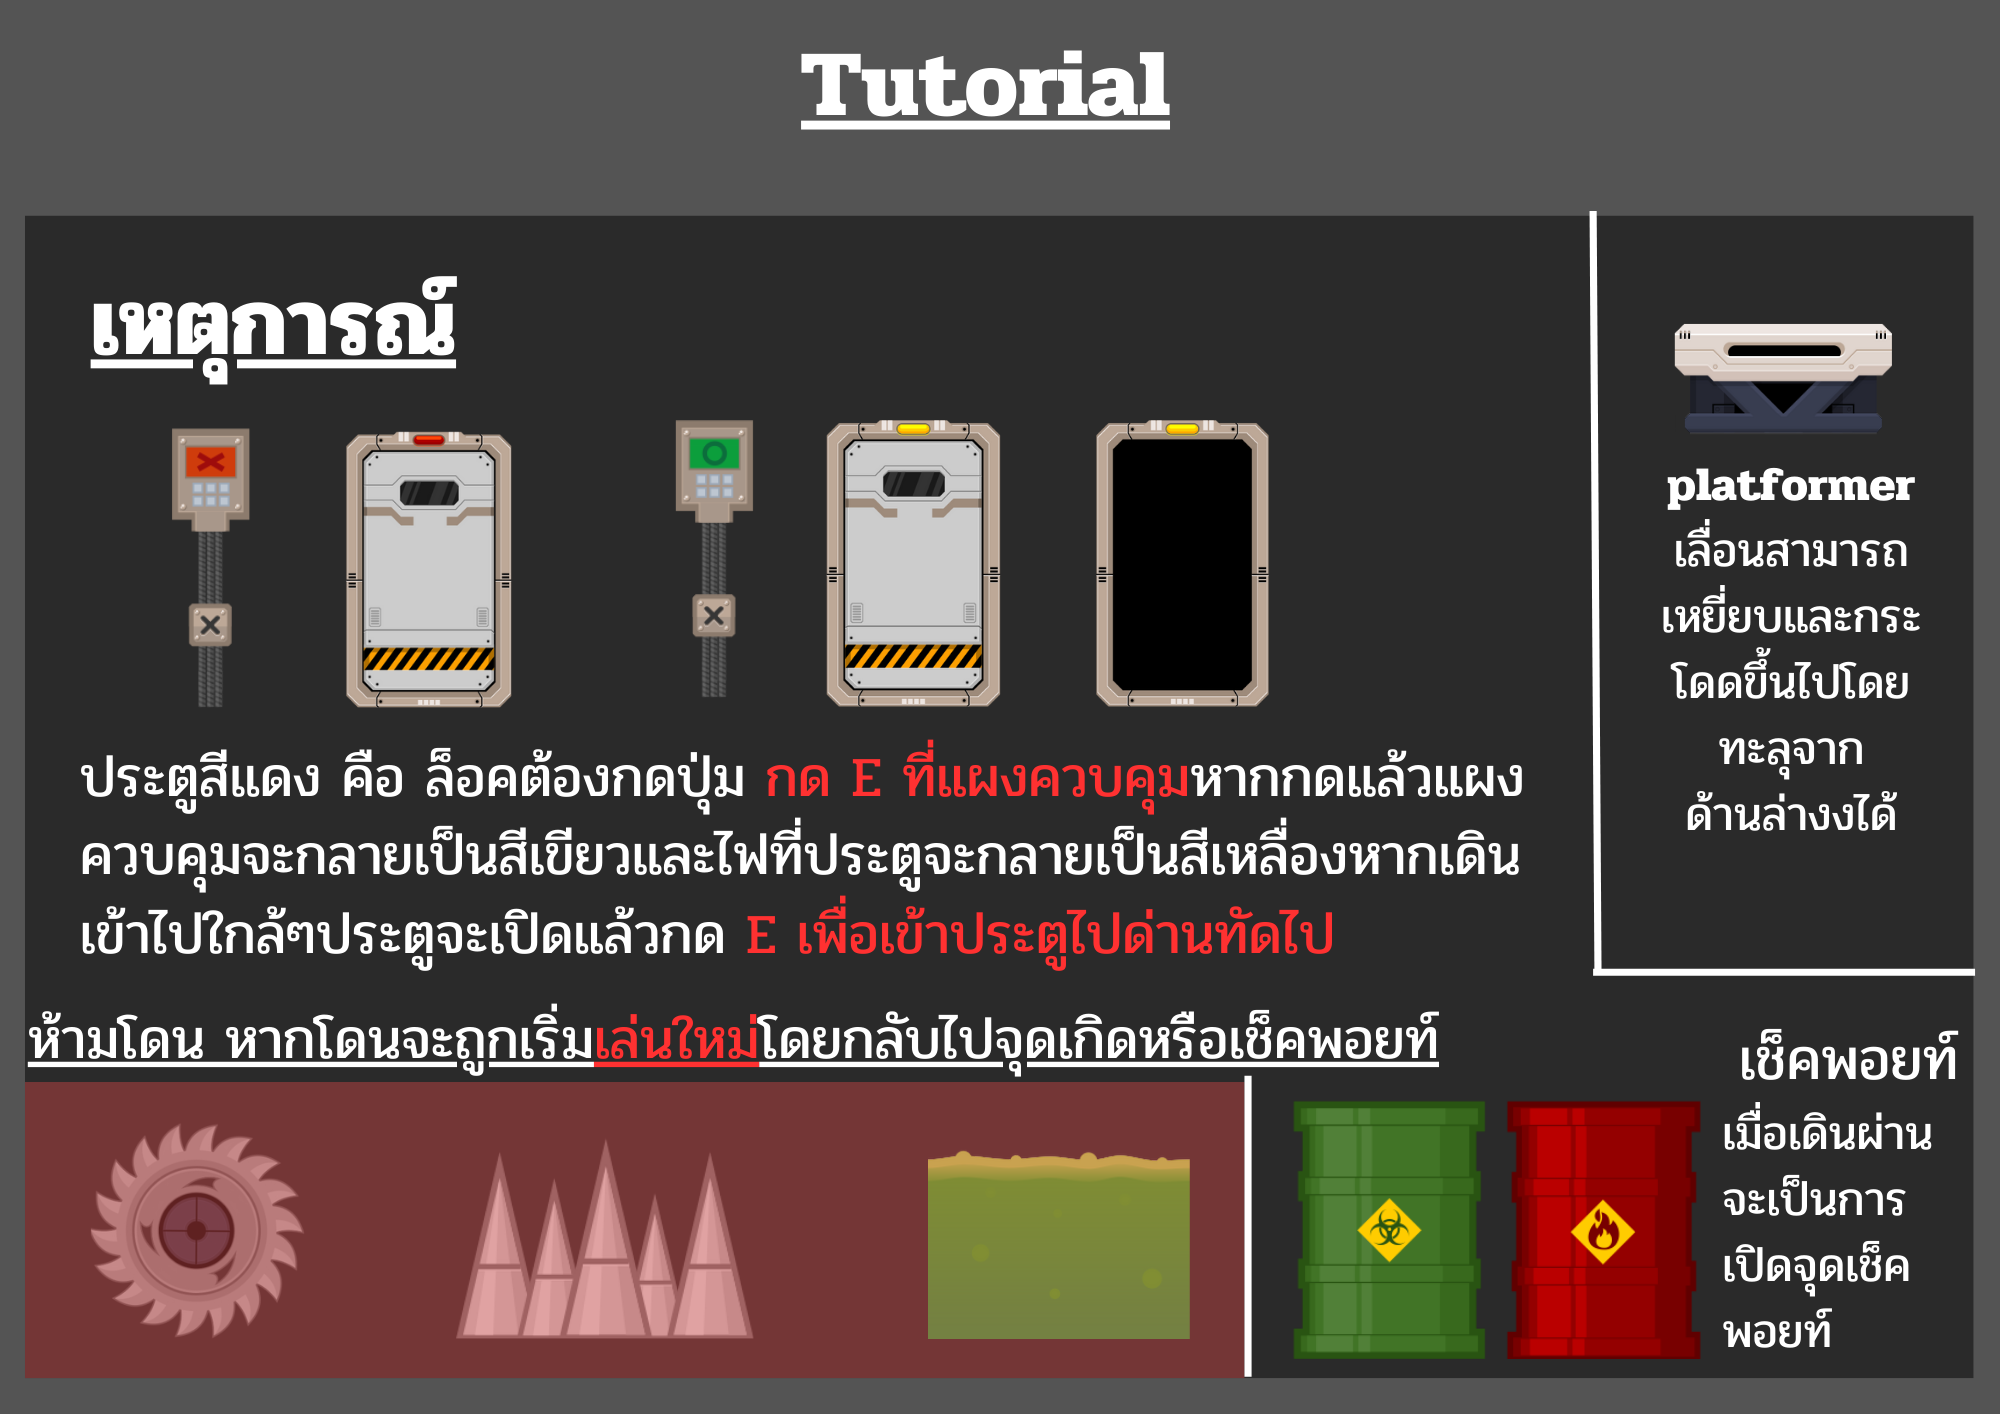 Tutorial
เหตุการณ์
ประตูสีแดง คือ ล็อคต้องกดปุ่ม กด E ที่แผงควบคุมหากกดแล้วแผง
ควบคุมจะกลายเป็นสีเขียวและไฟที่ประตูจะกลายเป็นสีเหลื่องหากเดิน
เข้าไปใกล้ๆประตูจะเปิดแล้วกด E เพื่อเข้าประตูไปด่านทัดไป
platformer
เลื่อนสามารถ
เหยี่ยบและกระ
โดดขึ้นไปโดย
ทะลุจาก
ด้านล่างงได้
ห้ามโดน หากโดนจะถูกเริ่มเล่นใหม่โดยกลับไปจุดเกิดหรือเช็คพอยท์
เช็คพอยท์
เมื่อเดินผ่าน
จะเป็นการ
เปิดจุดเช็ค
พอยท์